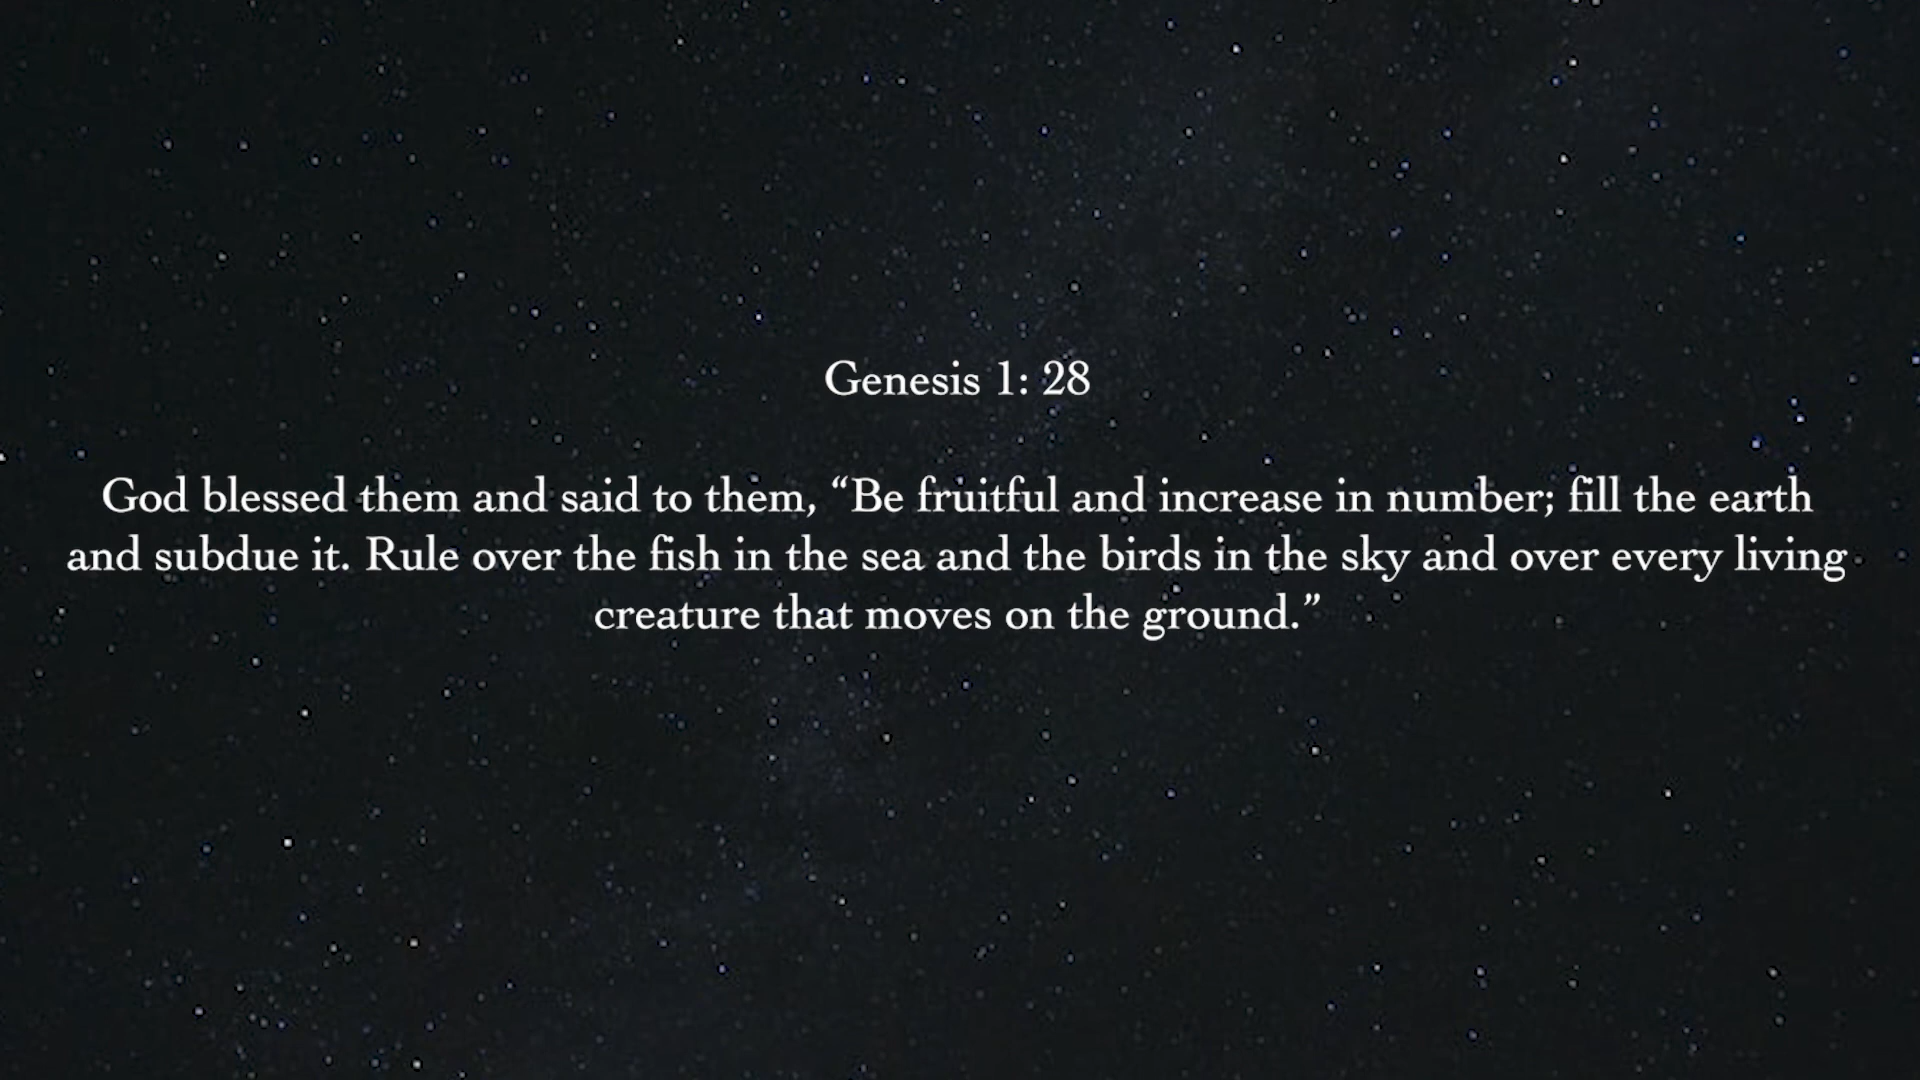 Genesis 1: 28
God blessed them and said to them, “Be fruitful and increase in number; fill the earth
and subdue it. Rule over the fish in the sea and the birds in the sky and over every living
creature that moves on the ground.”